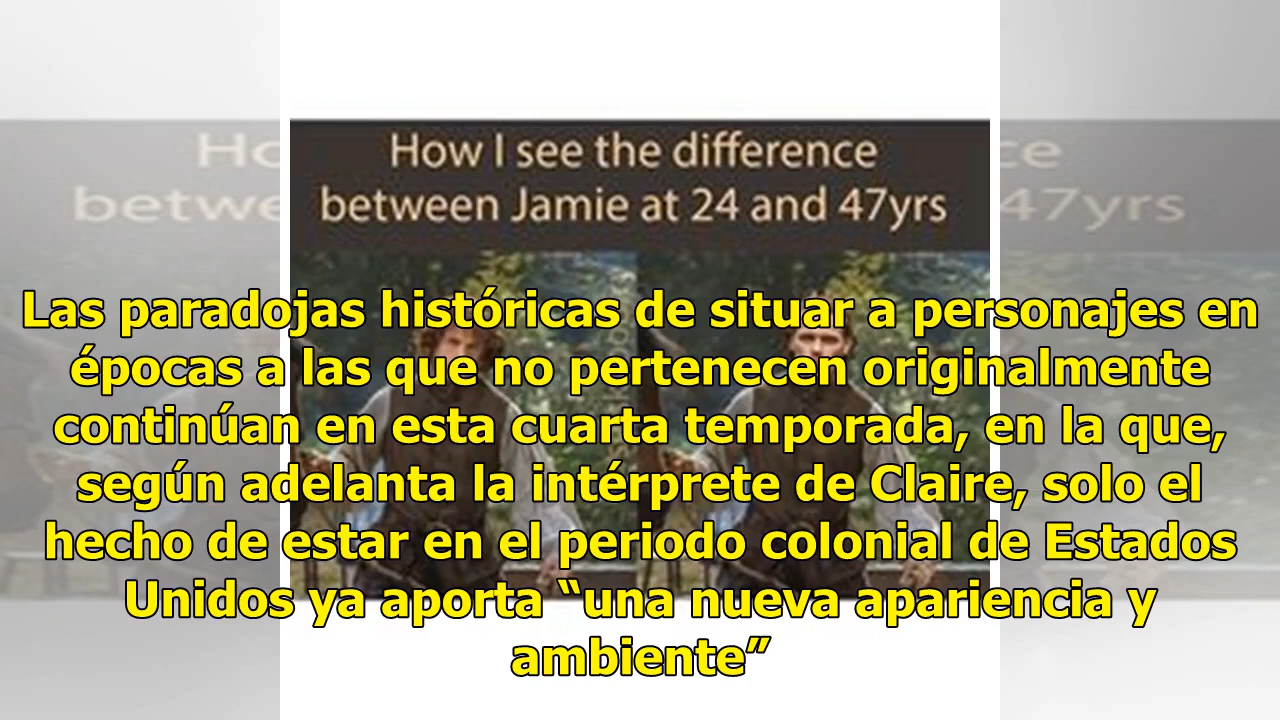 How I see the difference
between Jamie at 24 and 47yrs
Las paradojas históricas de situar a personajes en
épocas a las que no pertenecen originalmente
continúan en esta cuarta temporada, en la que,
según adelanta la intérprete de Claire, solo el
hecho de estar en el periodo colonial de Estados
Unidos ya aporta “una nueva apariencia y
ambiente”